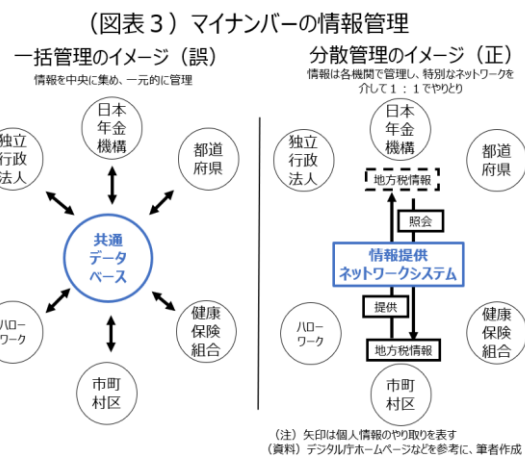 （図表３）マイナンバーの情報管理
一括管理のイメージ（誤）
情報を中央に集め、一元的に管理
日本
年金
機構
独立
行政
法人
都道
府県
共通
データ
ベース
ハロー
ワーク
健康
保険
組合
市町
村区
分散管理のイメージ（正）
情報は各機関で管理し、特別なネットワークを
介して１：１でやりとり
日本
年金
機構
独立
行政
法人
都道
府県
地方税情報
照会
情報提供
ネットワークシステム
提供
地方税情報
ハロー
ワーク
健康
保険
組合
市町
村区
（注）矢印は個人情報のやり取りを表す
（資料）デジタル庁ホームページなどを参考に、筆者作成